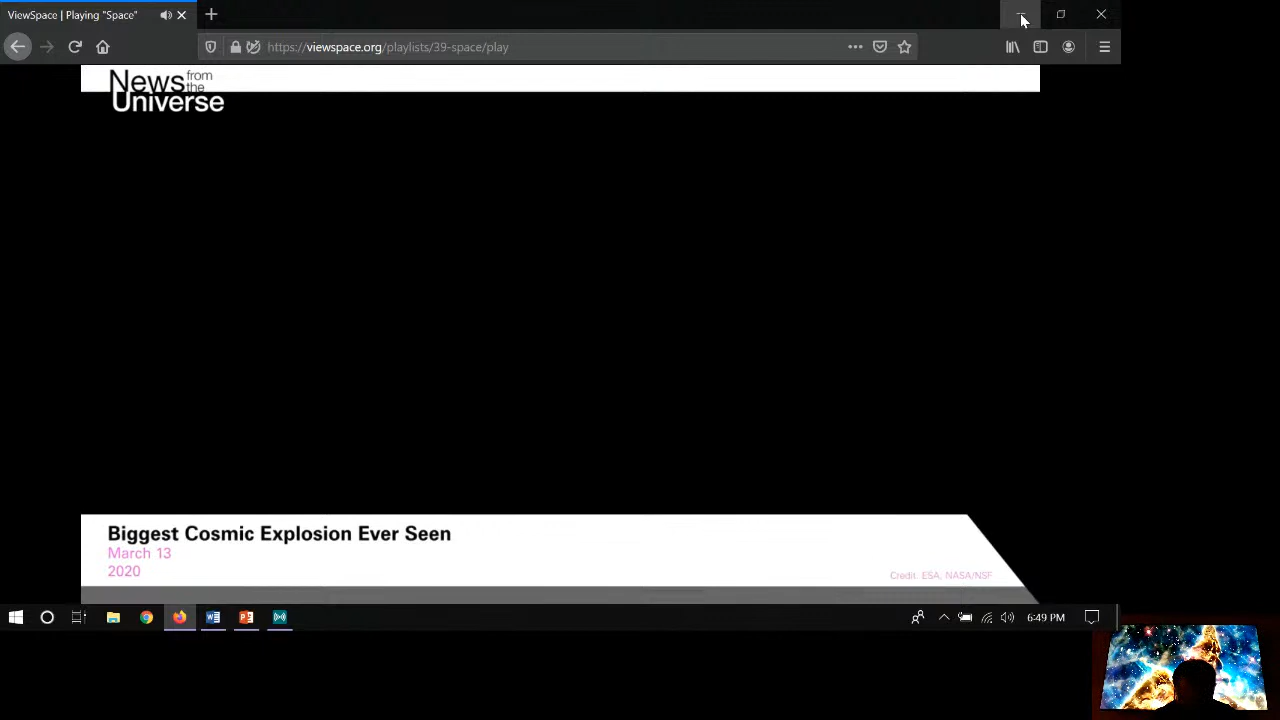 ViewSpace | Playing "Space"
https://viewspace.org/playlists/39-space/play
News from the
Universe
Biggest Cosmic Explosion Ever Seen
March 13
2020
Credit: ESA, NASA/NSF
6:49 PM